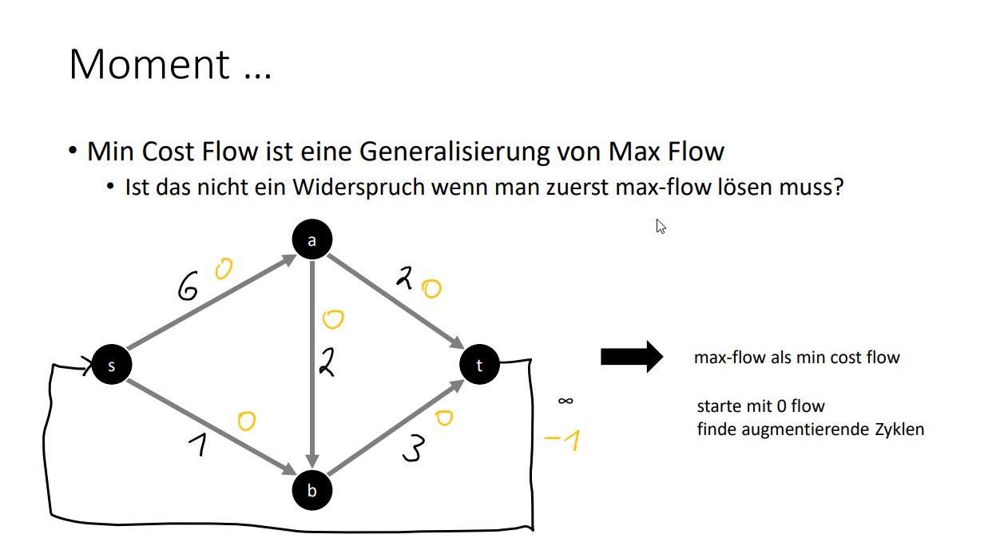 Moment ...
• Min Cost Flow ist eine Generalisierung von Max Flow
• Ist das nicht ein Widerspruch wenn man zuerst max-flow lösen muss?
a
6 0
2 0
0
2
s
t
max-flow als min cost flow
∞
starte mit 0 flow
finde augmentierende Zyklen
1 0
3 0
-1
b